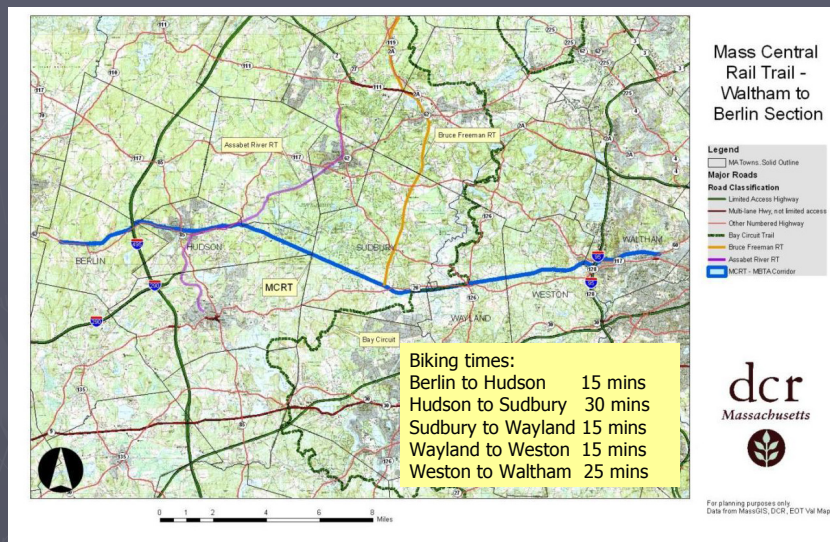 Mass Central
Rail Trail -
Waltham to
Berlin Section
Legend
MA Towns. Solid Outline
Major Roads
Road Classification
Limited Access Highway
Multi-lane Hwy, not limited access
Other Numbered Highway
Bay Circuit Trail
Bruce Freeman RT
Assabet River RT
MCRT - MBTA Corridor
Assabet River RT
Bruce Freeman RT
BERLIN
HUDSON
SUDBURY
WALTHAM
WESTON
WAYLAND
MCRT
Bay Circuit
Biking times:
Berlin to Hudson 15 mins
Hudson to Sudbury 30 mins
Sudbury to Wayland 15 mins
Wayland to Weston 15 mins
Weston to Waltham 25 mins
dcr
Massachusetts
0 1 2 4 6 8
Miles
For planning purposes only
Data from MassGIS, DCR, EOT Val Map